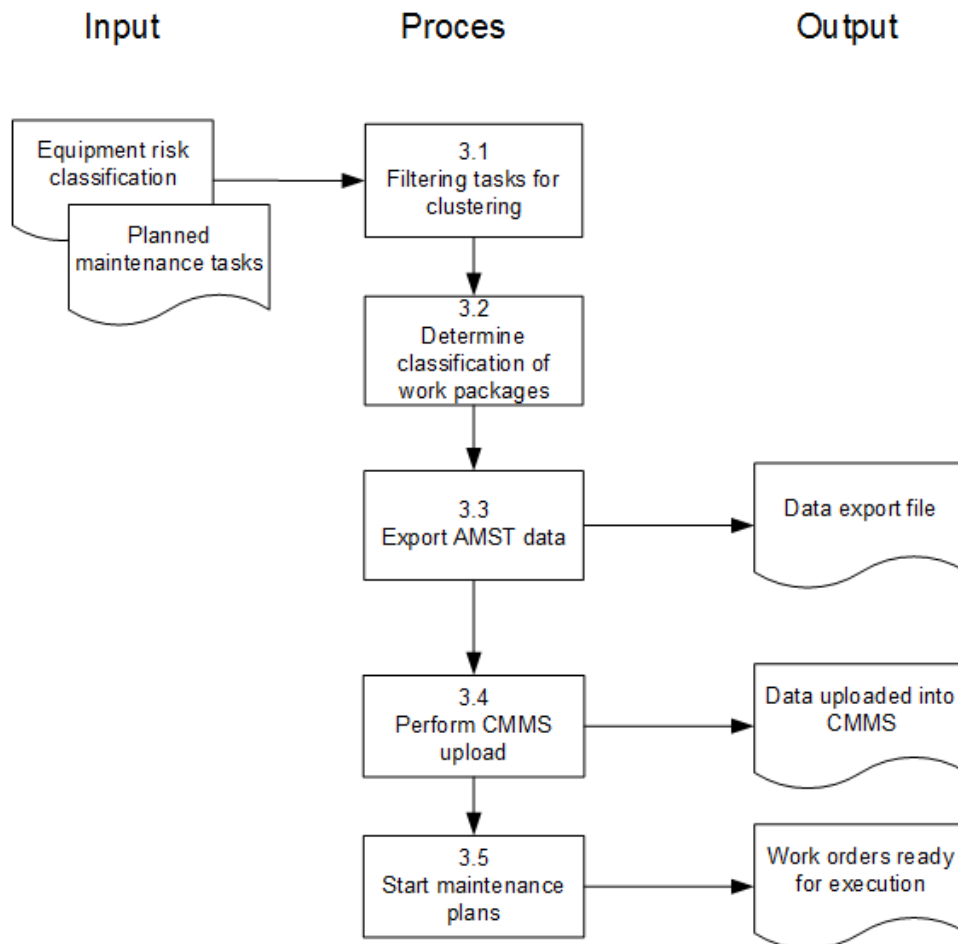 Input
Proces
Output
Equipment risk
classification
Planned
maintenance tasks
3.1
Filtering tasks for
clustering
3.2
Determine
classification of
work packages
3.3
Export AMST data
Data export file
3.4
Perform CMMS
upload
Data uploaded into
CMMS
3.5
Start maintenance
plans
Work orders ready
for execution